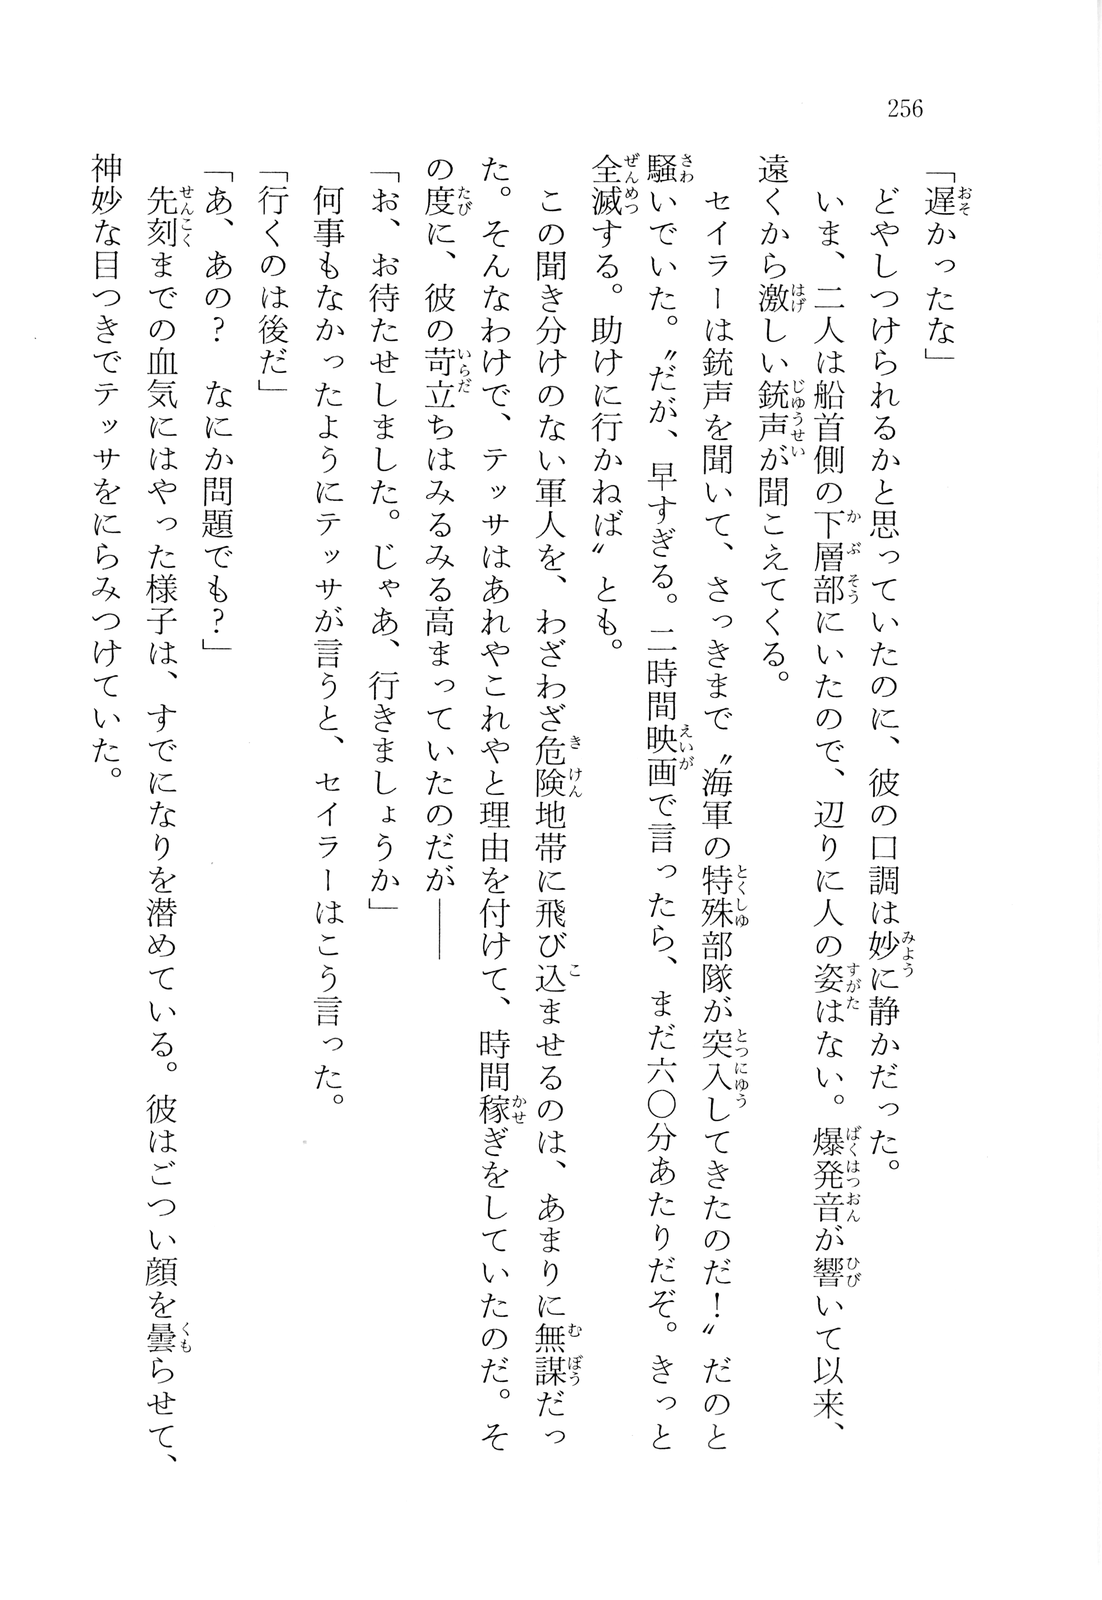 256
「遅かったな」
　どやしつけられるかと思っていたのに、彼の口調は妙に静かだった。
　いま、二人は船首側の下層部にいたので、辺りに人の姿はない。爆発音が響いて以来、
遠くから激しい銃声が聞こえてくる。
　セイラーは銃声を聞いて、さっきまで〝海軍の特殊部隊が突入してきたのだ！〟だのと
騒いでいた。〝だが、早すぎる。二時間映画で言ったら、まだ六〇分あたりだぞ。きっと
全滅する。助けに行かねば〟とも。
　この聞き分けのない軍人を、わざわざ危険地帯に飛び込ませるのは、あまりに無謀だっ
た。そんなわけで、テッサはあれやこれやと理由を付けて、時間稼ぎをしていたのだ。そ
の度に、彼の苛立ちはみるみる高まっていたのだが――
「お、お待たせしました。じゃあ、行きましょうか」
　何事もなかったようにテッサが言うと、セイラーはこう言った。
「行くのは後だ」
「あ、あの？　なにか問題でも？」
　先刻までの血気にはやった様子は、すでになりを潜めている。彼はごつい顔を曇らせて、
神妙な目つきでテッサをにらみつけていた。